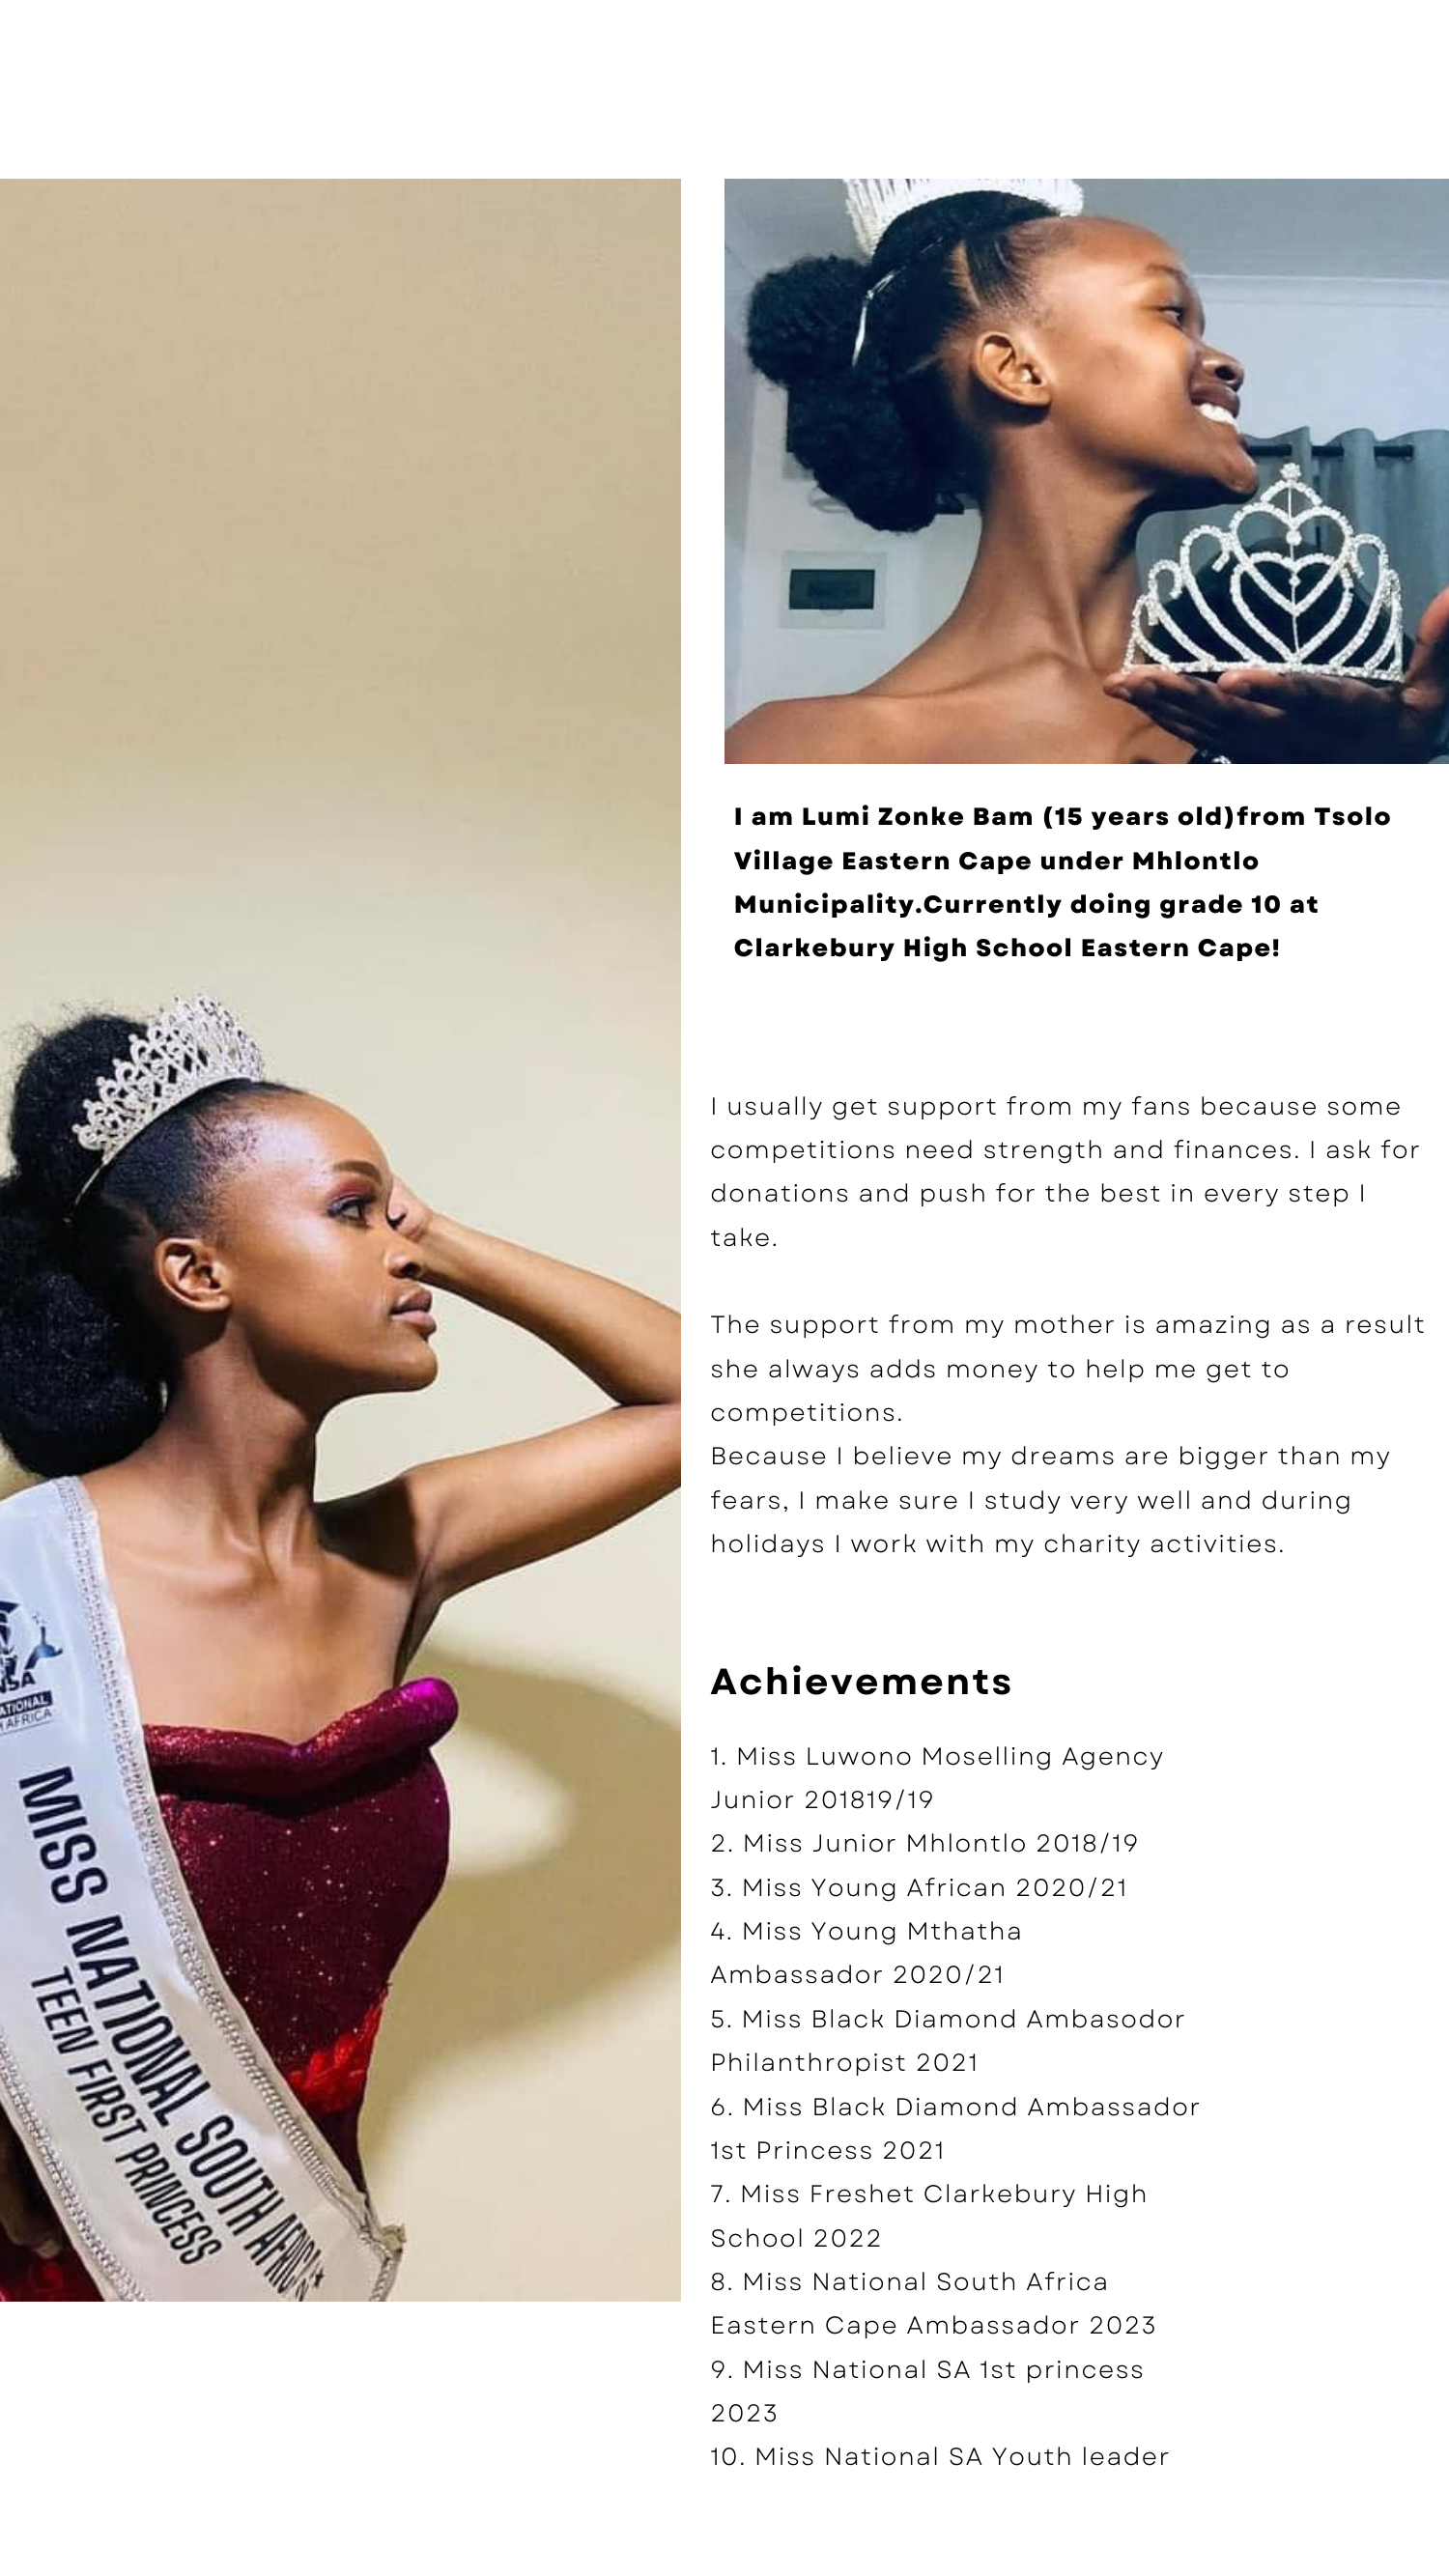 I am Lumi Zonke Bam (15 years old)from Tsolo
Village Eastern Cape under Mhlontlo
Municipality.Currently doing grade 10 at
Clarkebury High School Eastern Cape!
I usually get support from my fans because some
competitions need strength and finances. I ask for
donations and push for the best in every step I
take.
The support from my mother is amazing as a result
she always adds money to help me get to
competitions.
Because I believe my dreams are bigger than my
fears, I make sure I study very well and during
holidays I work with my charity activities.
Achievements
1. Miss Luwono Moselling Agency
Junior 201819/19
2. Miss Junior Mhlontlo 2018/19
3. Miss Young African 2020/21
4. Miss Young Mthatha
Ambassador 2020/21
5. Miss Black Diamond Ambasodor
Philanthropist 2021
6. Miss Black Diamond Ambassador
1st Princess 2021
7. Miss Freshet Clarkebury High
School 2022
8. Miss National South Africa
Eastern Cape Ambassador 2023
9. Miss National SA 1st princess
2023
10. Miss National SA Youth leader
MISS NATIONAL SOUTH AFRICA
TEEN FIRST PRINCESS